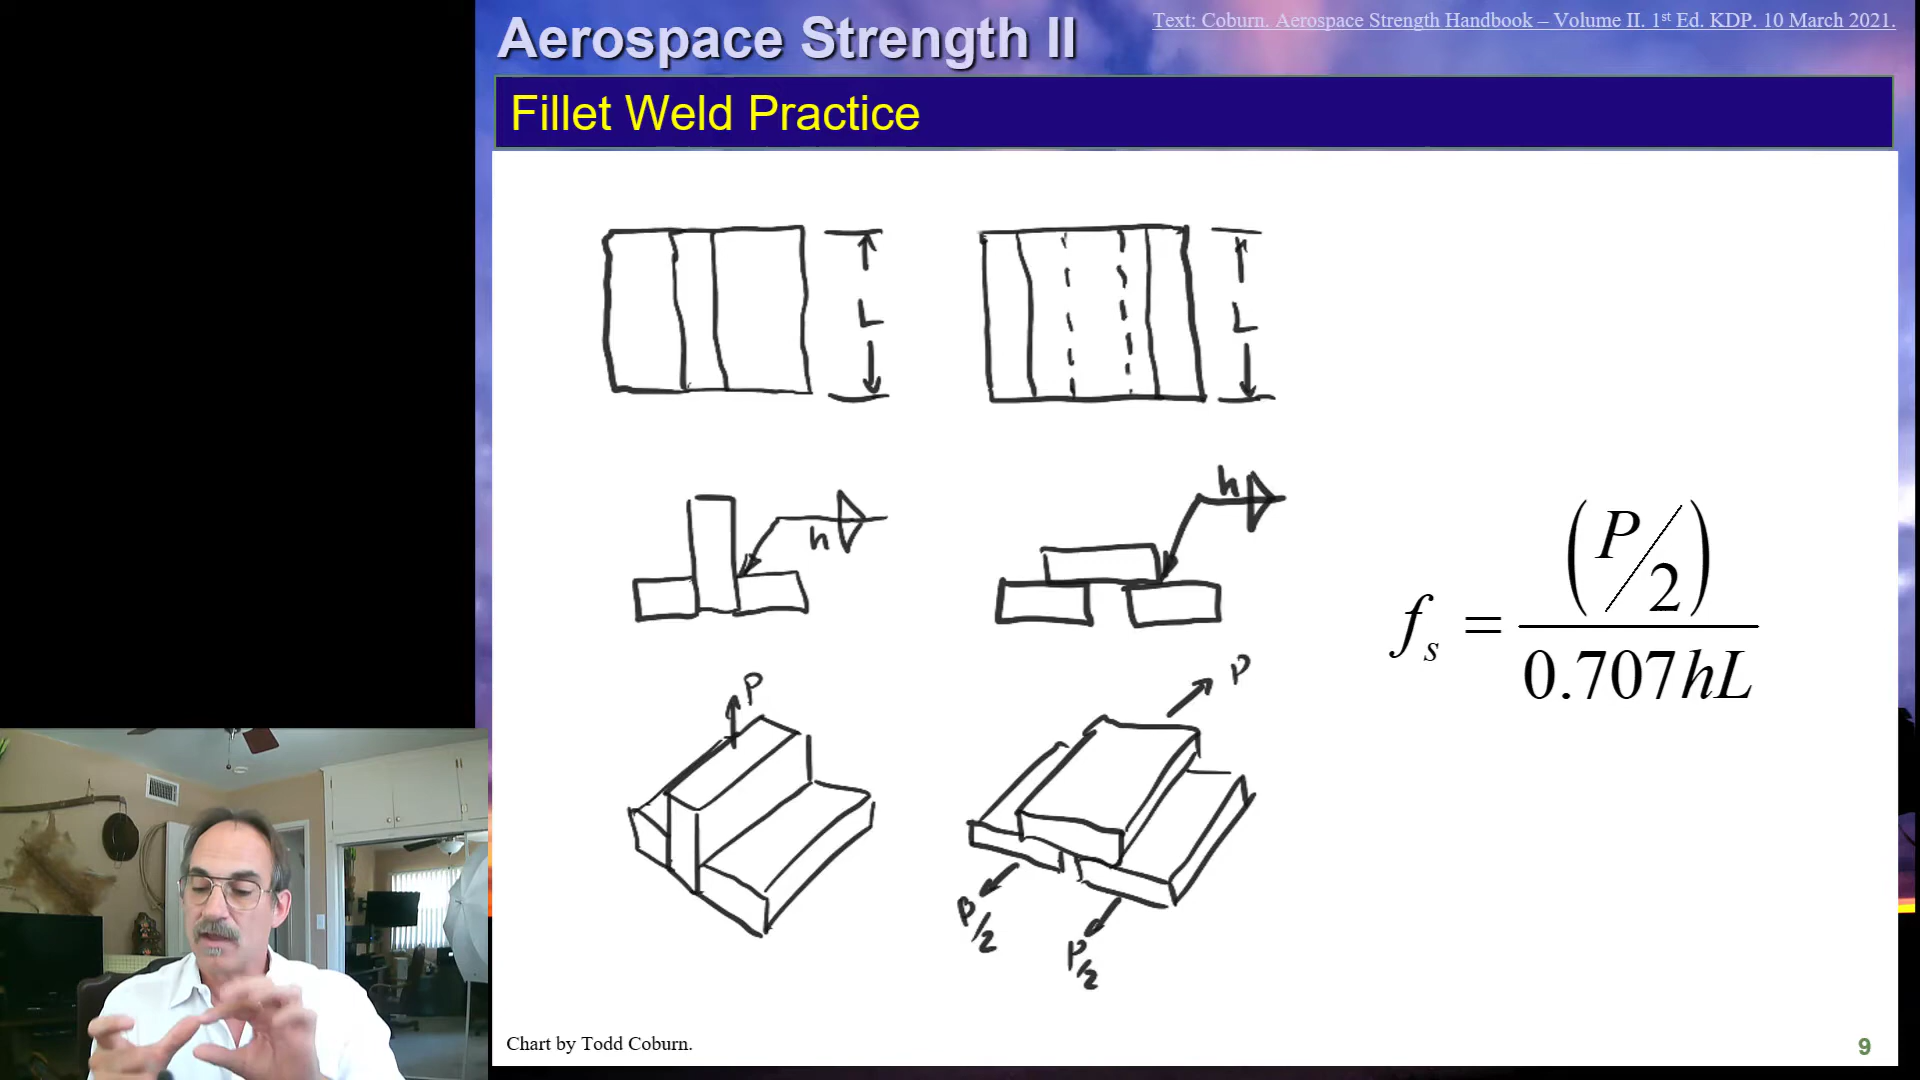 Text: Coburn. Aerospace Strength Handbook – Volume II. 1st Ed. KDP. 10 March 2021.
Aerospace Strength II
Fillet Weld Practice
L
L
h
h
f_s = (P/2) / 0.707hL
P
P
P/2
P/2
Chart by Todd Coburn.
9